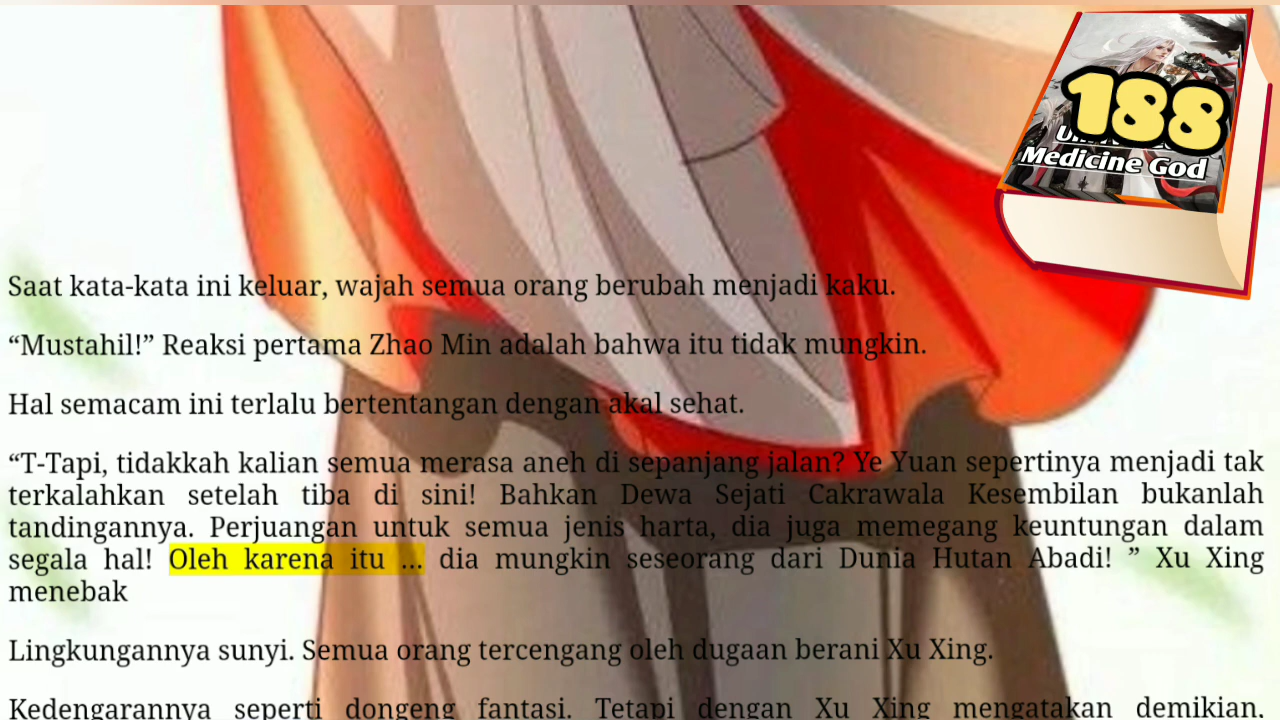 188
Medicine God
Saat kata-kata ini keluar, wajah semua orang berubah menjadi kaku.
“Mustahil!” Reaksi pertama Zhao Min adalah bahwa itu tidak mungkin.
Hal semacam ini terlalu bertentangan dengan akal sehat.
“T-Tapi, tidakkah kalian semua merasa aneh di sepanjang jalan? Ye Yuan sepertinya menjadi tak
terkalahkan setelah tiba di sini! Bahkan Dewa Sejati Cakrawala Kesembilan bukanlah
tandingannya. Perjuangan untuk semua jenis harta, dia juga memegang keuntungan dalam
segala hal! Oleh karena itu ... dia mungkin seseorang dari Dunia Hutan Abadi! ” Xu Xing
menebak
Lingkungannya sunyi. Semua orang tercengang oleh dugaan berani Xu Xing.
Kedengarannya seperti dongeng fantasi. Tetapi dengan Xu Xing mengatakan demikian,